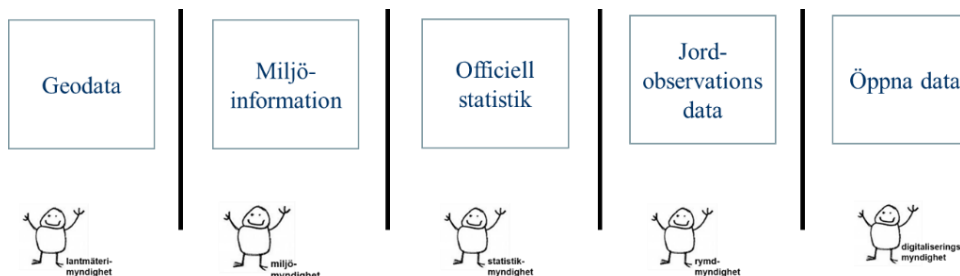 Geodata
Miljö-
information
Officiell
statistik
Jord-
observations
data
Öppna data
lantmäteri-
myndighet
miljö-
myndighet
statistik-
myndighet
rymd-
myndighet
digitaliserings
myndighet